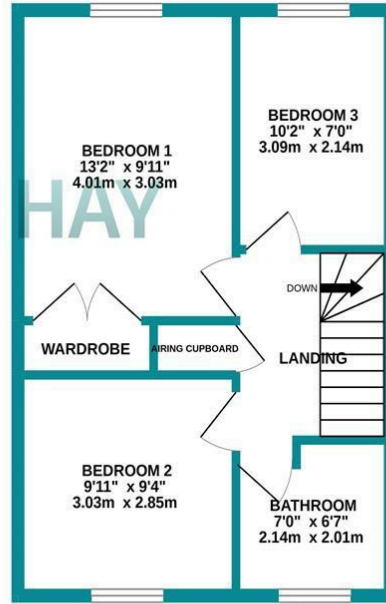 BEDROOM 1
13'2" x 9'11"
4.01m x 3.03m
BEDROOM 3
10'2" x 7'0"
3.09m x 2.14m
HAY
DOWN
WARDROBE
AIRING CUPBOARD
LANDING
BEDROOM 2
9'11" x 9'4"
3.03m x 2.85m
BATHROOM
7'0" x 6'7"
2.14m x 2.01m